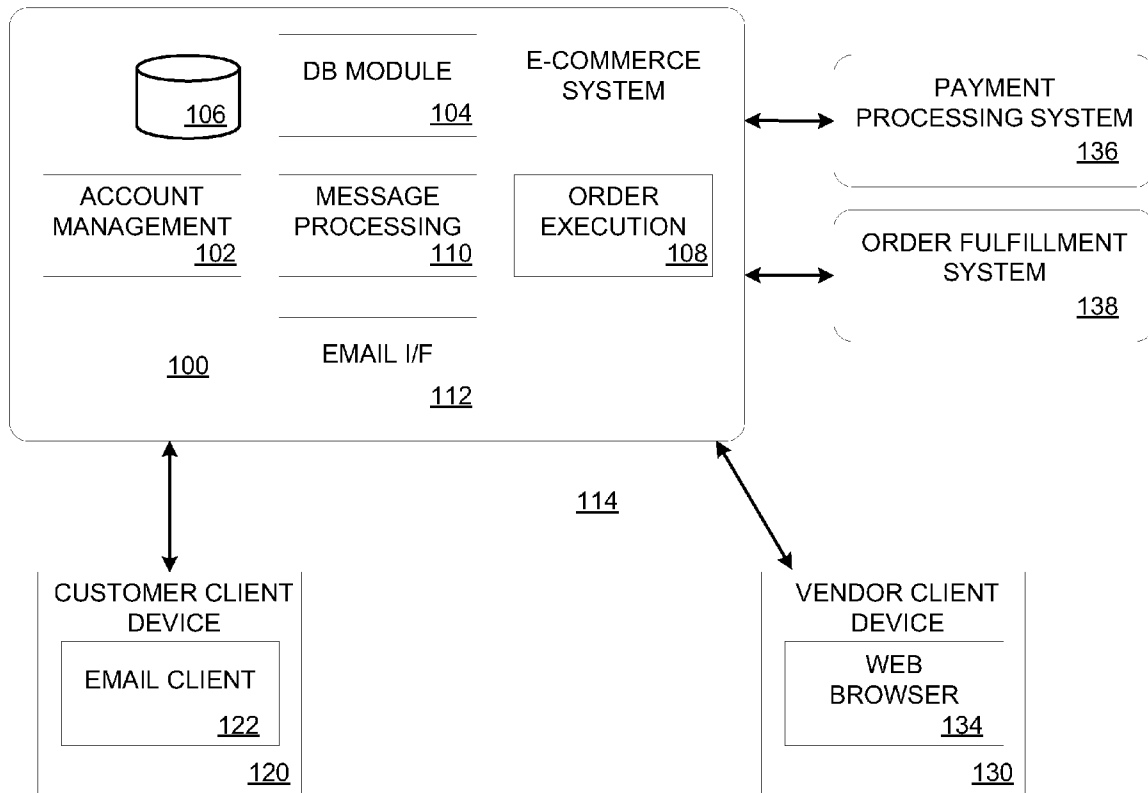 DB MODULE
104
E-COMMERCE
SYSTEM
106
ACCOUNT
MANAGEMENT
102
MESSAGE
PROCESSING
110
ORDER
EXECUTION
108
EMAIL I/F
112
100
PAYMENT
PROCESSING SYSTEM
136
ORDER FULFILLMENT
SYSTEM
138
114
CUSTOMER CLIENT
DEVICE
EMAIL CLIENT
122
120
VENDOR CLIENT
DEVICE
WEB
BROWSER
134
130